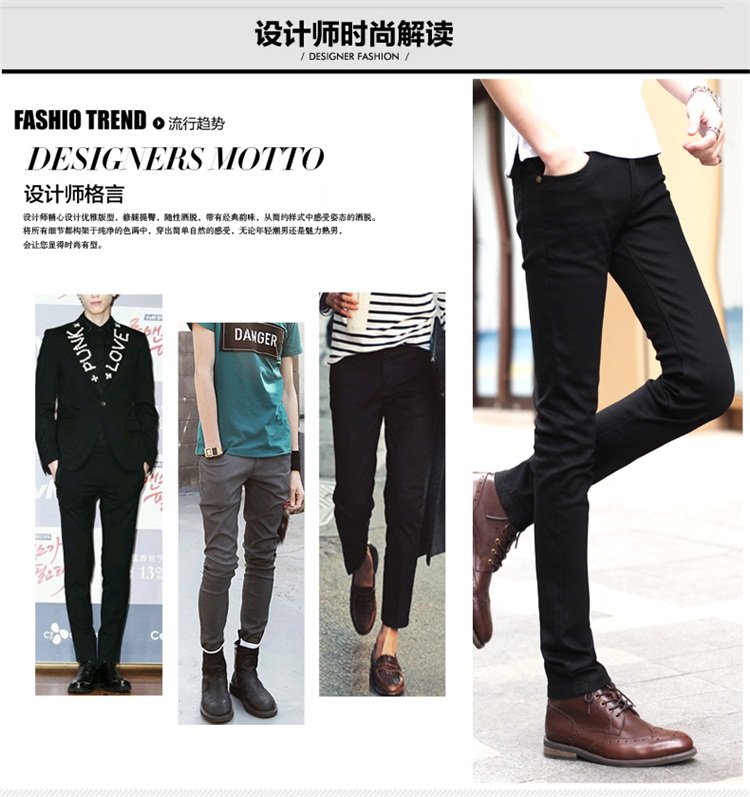 设计师时尚解读
/ DESIGNER FASHION /
FASHIO TREND 流行趋势
DESIGNERS MOTTO
设计师格言
设计师精心设计优雅版型，修腿提臀，随性洒脱，带有经典韵味，从简约样式中感受姿态的洒脱。
将所有细节都构架于纯净的色满中，穿出简单自然的感受，无论年轻潮男还是魅力熟男，
会让您显得时尚有型。
PUNK
LOVE
DANGER
13일
CJ